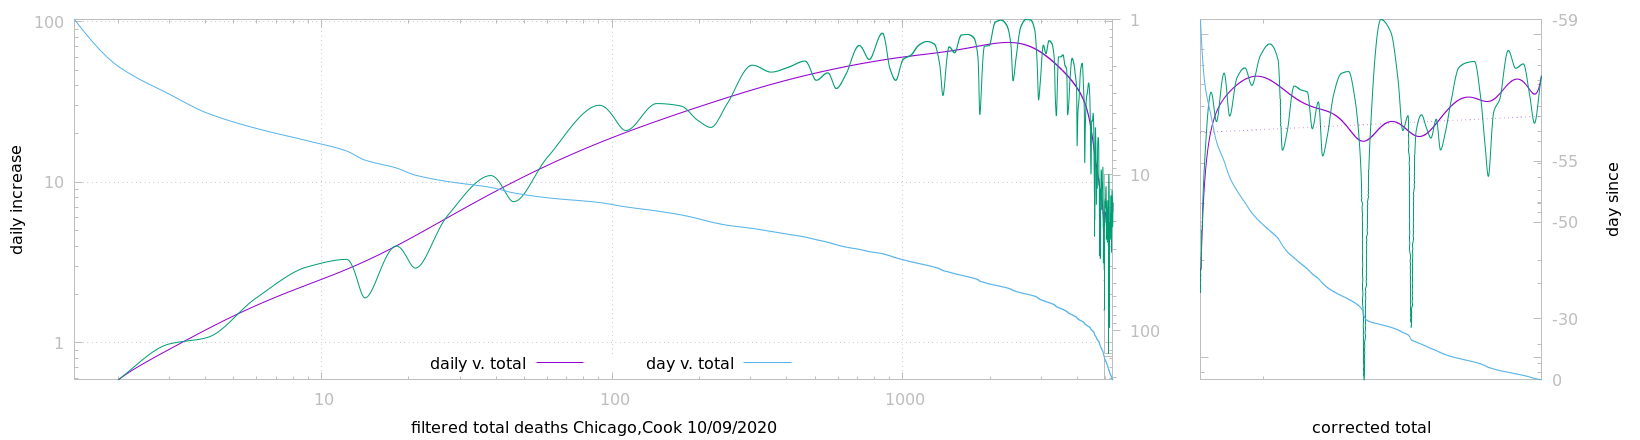 100
10
1
daily increase
10
100
1000
1
10
100
daily v. total
day v. total
filtered total deaths Chicago,Cook 10/09/2020
-59
-55
-50
-30
0
day since
corrected total